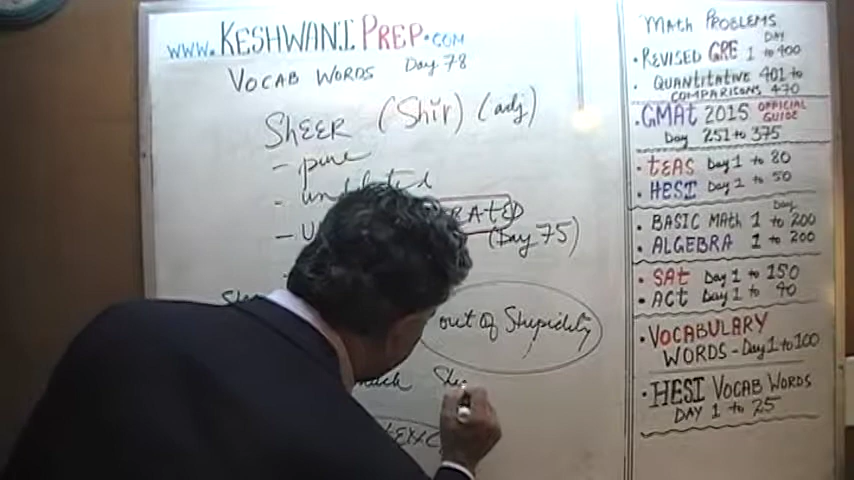 www.KESHWANIPREP.COM
VOCAB WORDS Day 78
SHEER (Shir) (adj)
- pure
-
- U RATED
(Day 75)
out of Stupidity
She
MATH PROBLEMS
DAY
• REVISED GRE 1 to 400
• QUANTITATIVE 401 to
COMPARISONS 470
• GMAt 2015 OFFICIAL GUIDE
Day 251 to 375
• tEAS Day 1 to 80
• HESI Day 1 to 50
Day
• BASIC MAtH 1 to 200
• ALGEBRA 1 to 200
• SAt Day 1 to 150
• ACt Day 1 to 90
• VOCABULARY
WORDS - Day 1 to 100
• HESI VOCAB WORDS
DAY 1 to 25